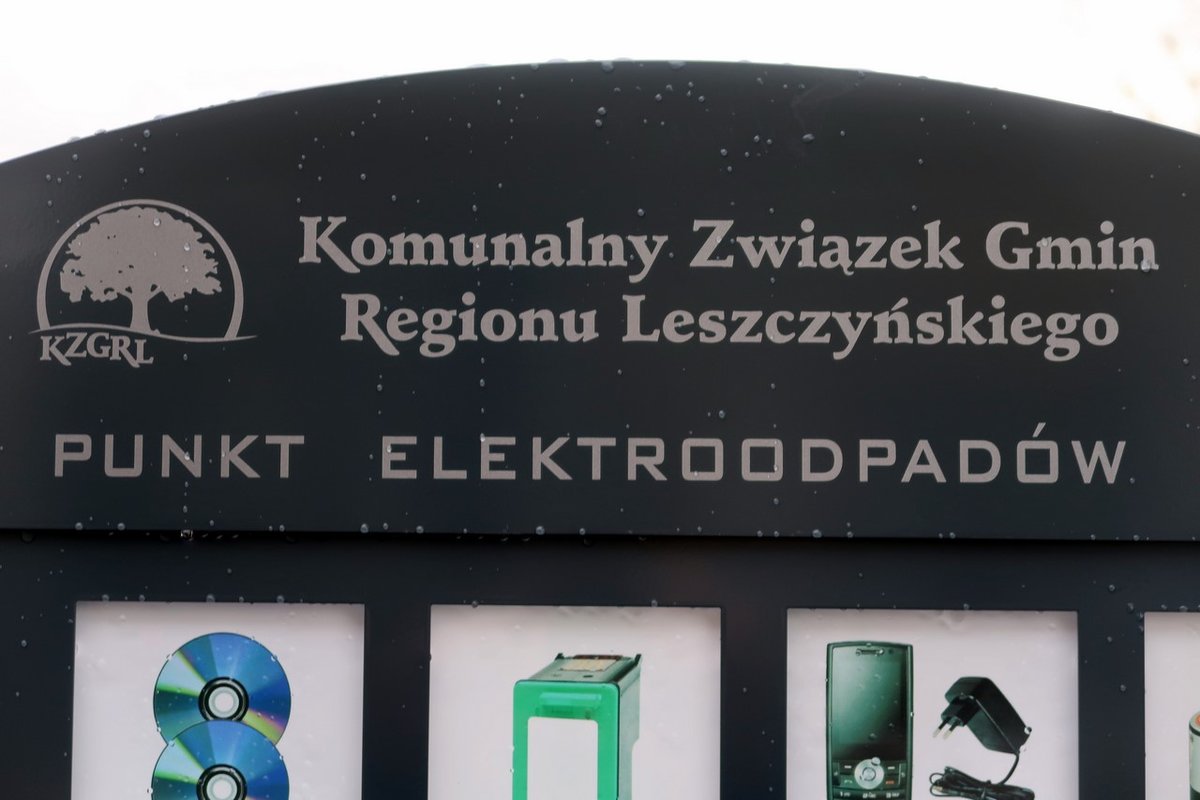 Komunalny Związek Gmin
Regionu Leszczyńskiego
KZGRL
PUNKT ELEKTROODPADÓW